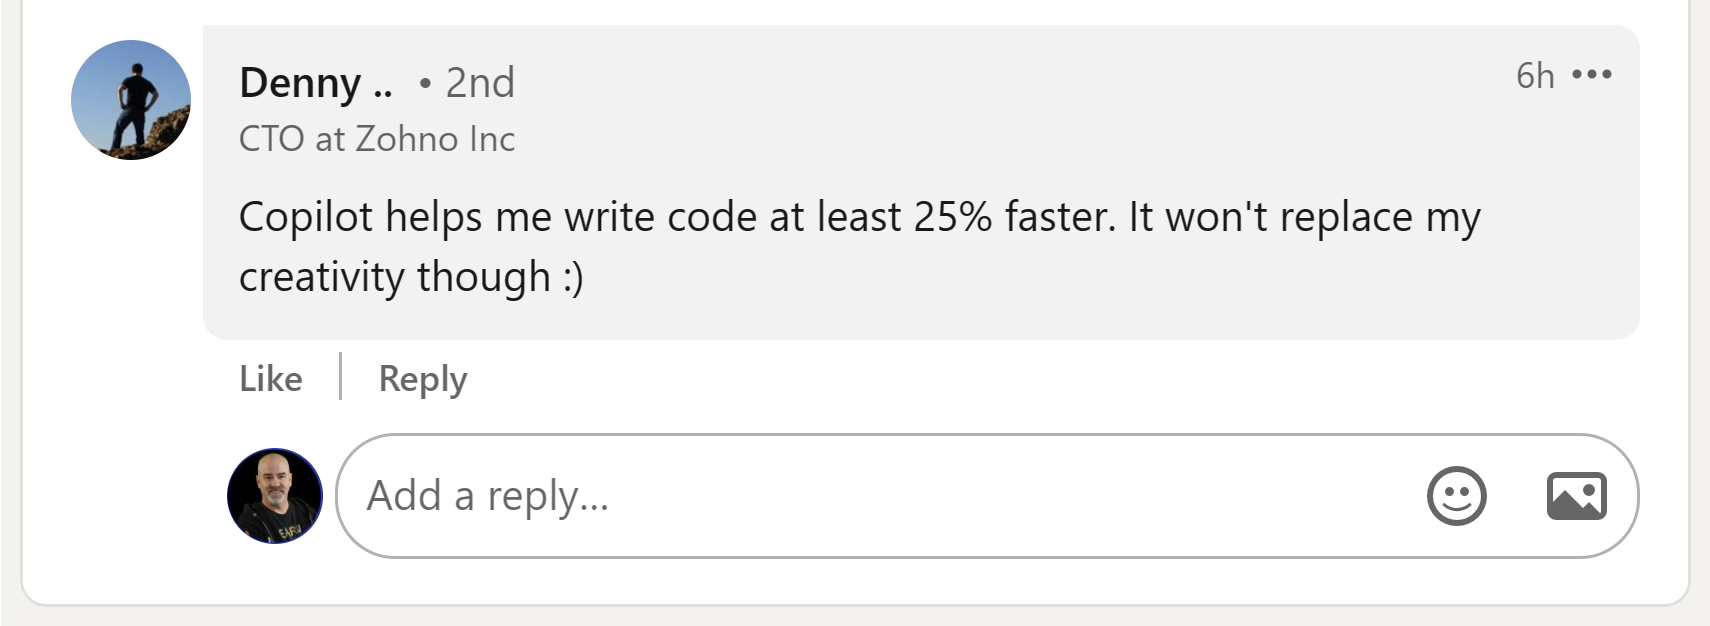 Denny .. • 2nd
6h •••
CTO at Zohno Inc
Copilot helps me write code at least 25% faster. It won't replace my
creativity though :)
Like
Reply
Add a reply...